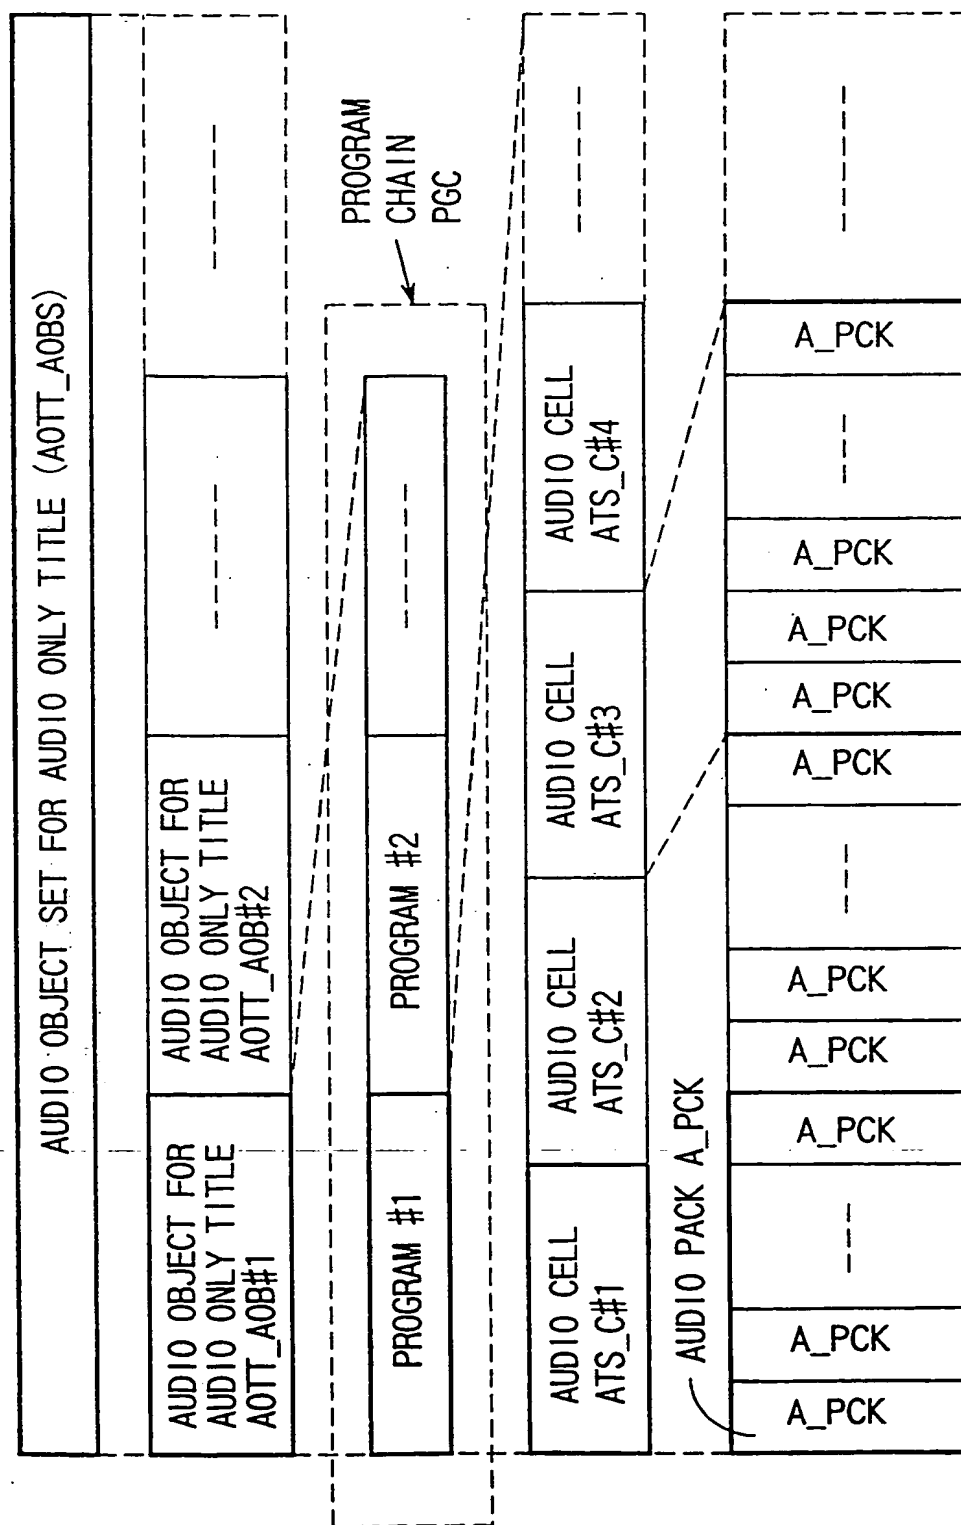 AUDIO OBJECT SET FOR AUDIO ONLY TITLE (AOTT_AOBS)
AUDIO OBJECT FOR
AUDIO ONLY TITLE
AOTT_AOB#1
AUDIO OBJECT FOR
AUDIO ONLY TITLE
AOTT_AOB#2
PROGRAM
CHAIN
PGC
PROGRAM #1
PROGRAM #2
AUDIO CELL
ATS_C#1
AUDIO CELL
ATS_C#2
AUDIO CELL
ATS_C#3
AUDIO CELL
ATS_C#4
AUDIO PACK A_PCK
A_PCK
A_PCK
A_PCK
A_PCK
A_PCK
A_PCK
A_PCK
A_PCK
A_PCK
A_PCK